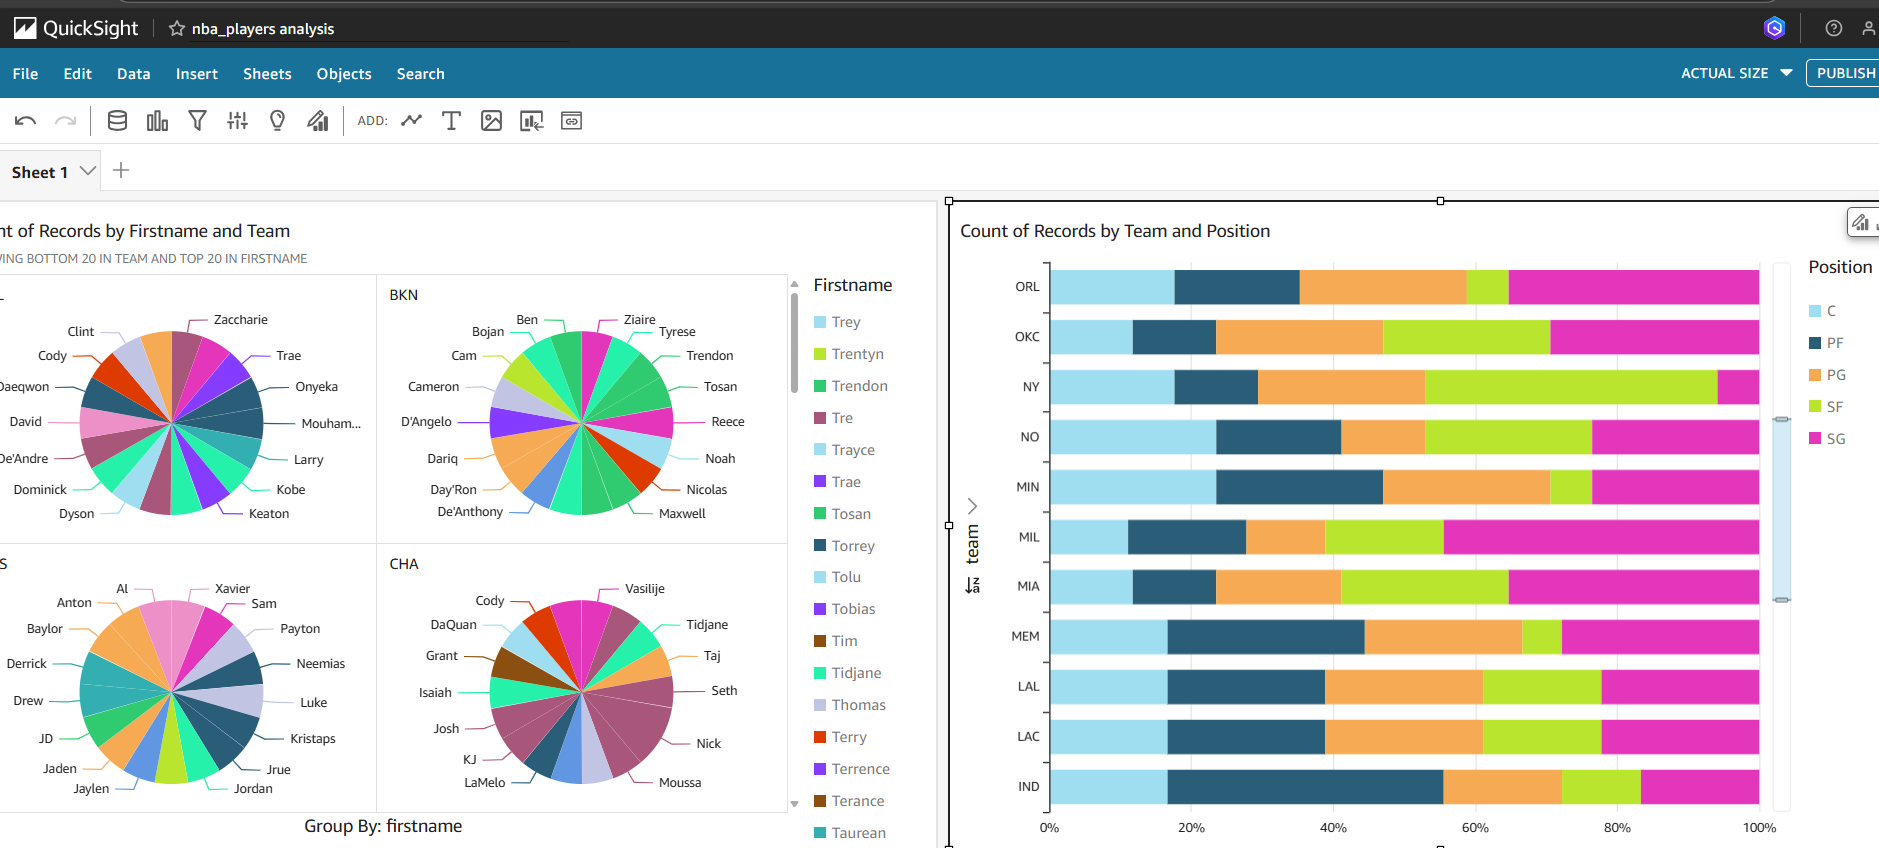 QuickSight
nba_players analysis
File Edit Data Insert Sheets Objects Search
ACTUAL SIZE
PUBLISH
ADD:
Sheet 1
nt of Records by Firstname and Team
ING BOTTOM 20 IN TEAM AND TOP 20 IN FIRSTNAME
Zaccharie
Trae
Onyeka
Mouham...
Larry
Kobe
Keaton
Dyson
Dominick
De'Andre
David
Daeqwon
Cody
Clint
BKN
Ben
Ziaire
Tyrese
Trendon
Tosan
Reece
Noah
Nicolas
Maxwell
De'Anthony
Day'Ron
Dariq
D'Angelo
Cameron
Cam
Bojan
S
Al
Xavier
Sam
Payton
Neemias
Luke
Kristaps
Jrue
Jordan
Jaylen
Jaden
JD
Drew
Derrick
Baylor
Anton
CHA
Vasilije
Tidjane
Taj
Seth
Nick
Moussa
LaMelo
KJ
Josh
Isaiah
Grant
DaQuan
Cody
Group By: firstname
Firstname
Trey
Trentyn
Trendon
Tre
Trayce
Trae
Tosan
Torrey
Tolu
Tobias
Tim
Tidjane
Thomas
Terry
Terrence
Terance
Taurean
Count of Records by Team and Position
team
ORL
OKC
NY
NO
MIN
MIL
MIA
MEM
LAL
LAC
IND
0% 20% 40% 60% 80% 100%
Position
C
PF
PG
SF
SG